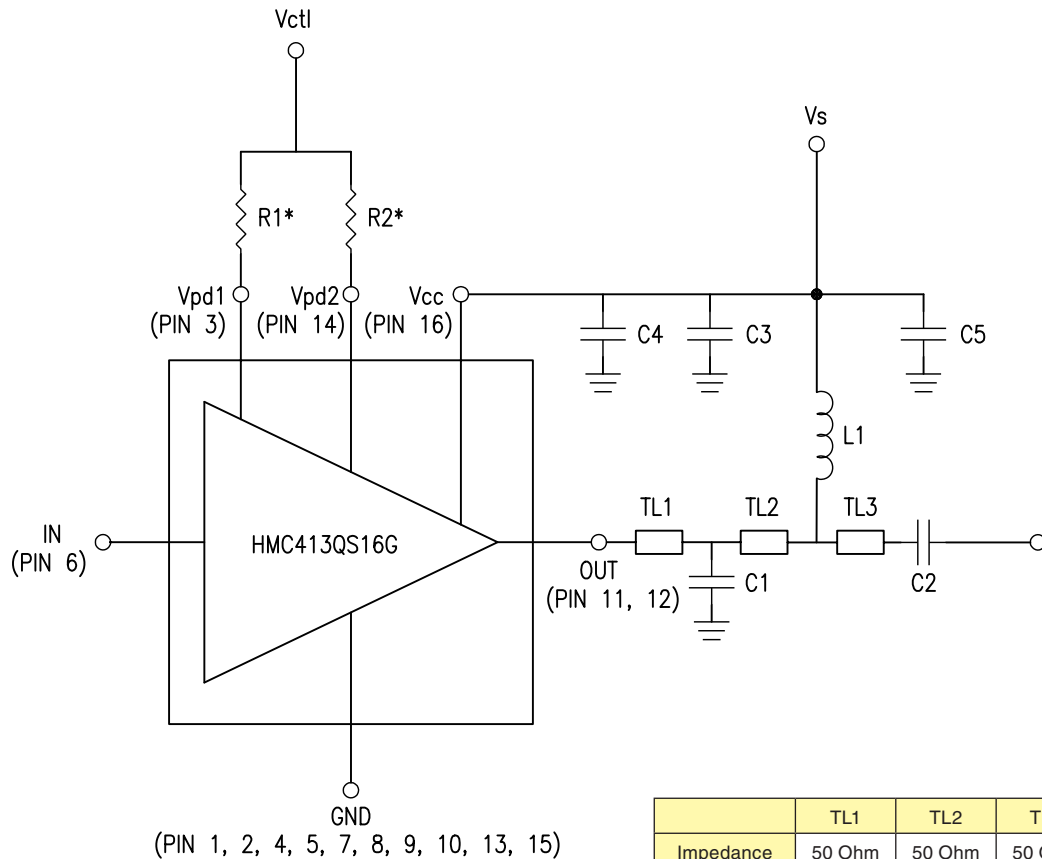 Vctl
Vs
R1*
R2*
Vpd1
(PIN 3)
Vpd2
(PIN 14)
Vcc
(PIN 16)
C4
C3
C5
L1
IN
(PIN 6)
HMC413QS16G
OUT
(PIN 11, 12)
TL1
TL2
TL3
C1
C2
GND
(PIN 1, 2, 4, 5, 7, 8, 9, 10, 13, 15)
TL1 TL2
Impedance 50 Ohm 50 Ohm 50